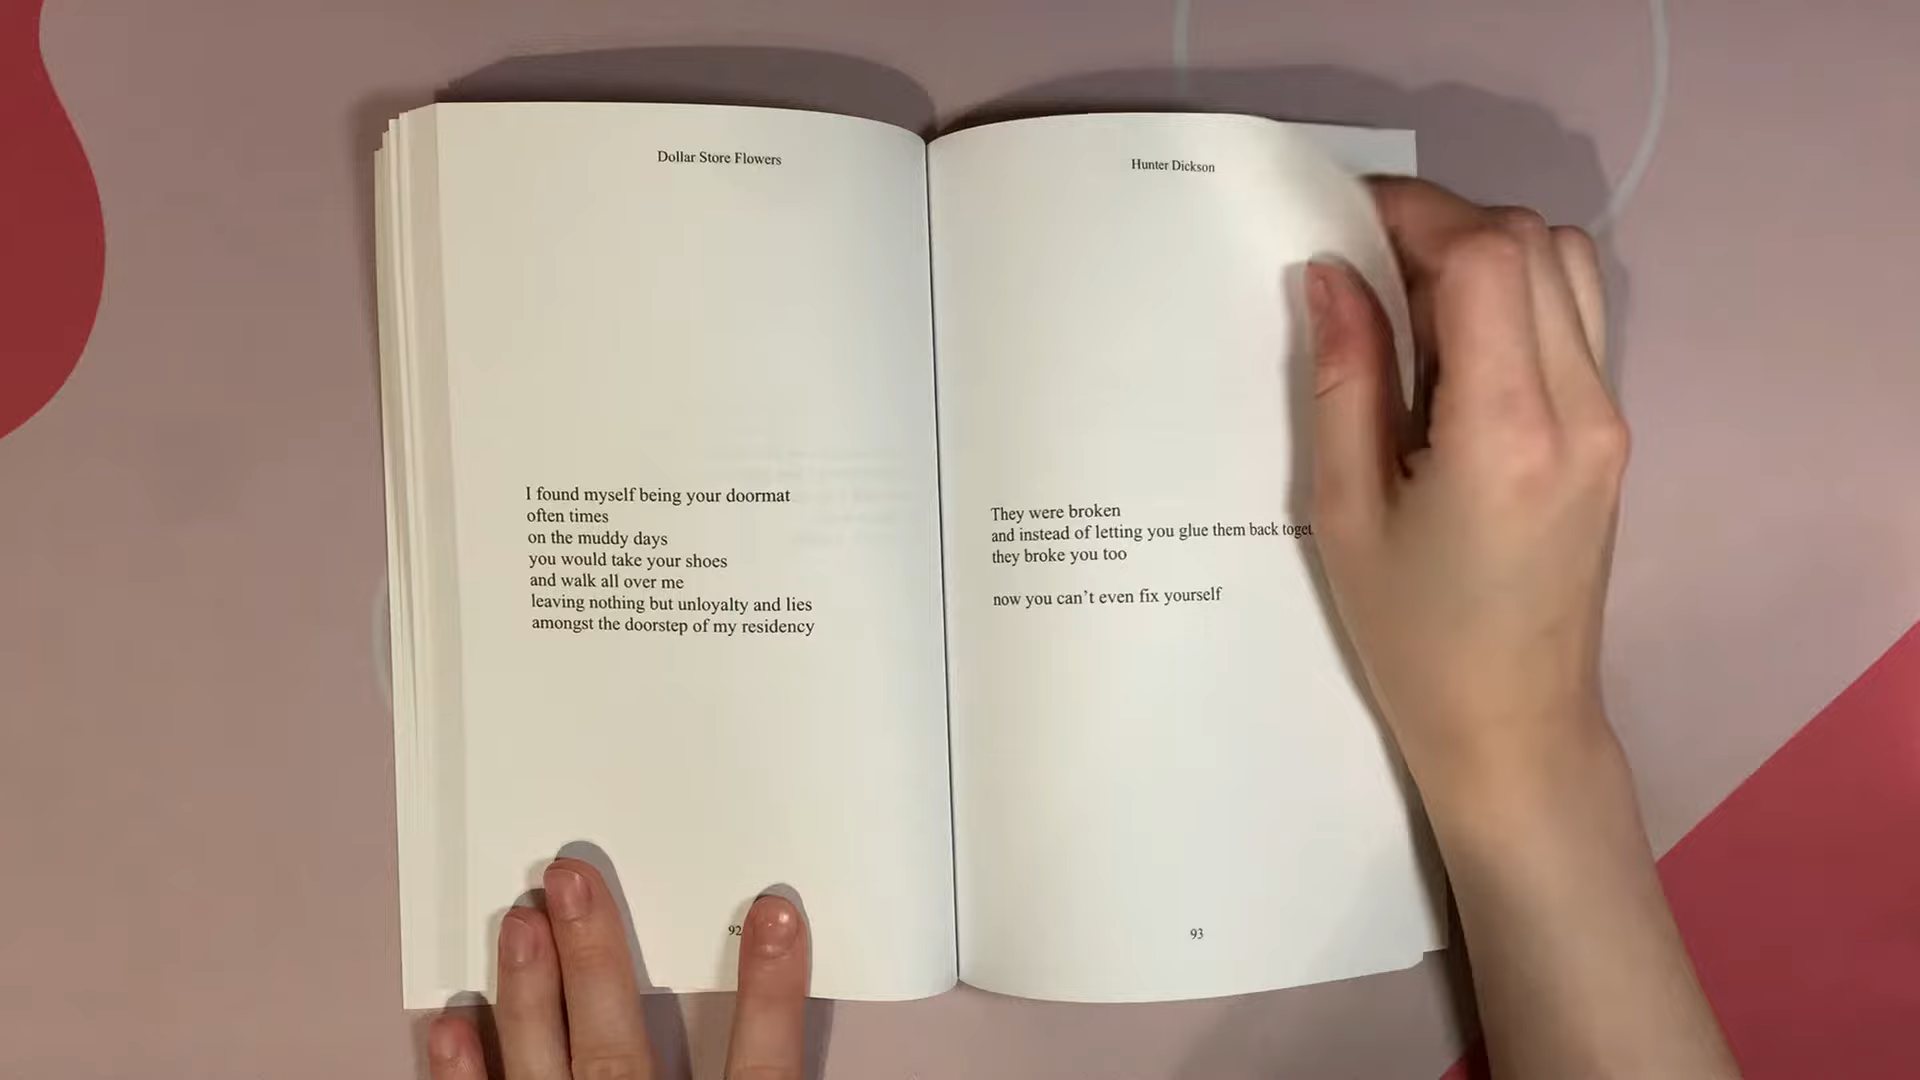 Dollar Store Flowers
I found myself being your doormat
often times
on the muddy days
you would take your shoes
and walk all over me
leaving nothing but unloyalty and lies
amongst the doorstep of my residency
92
Hunter Dickson
They were broken
and instead of letting you glue them back
they broke you too
now you can't even fix yourself
93